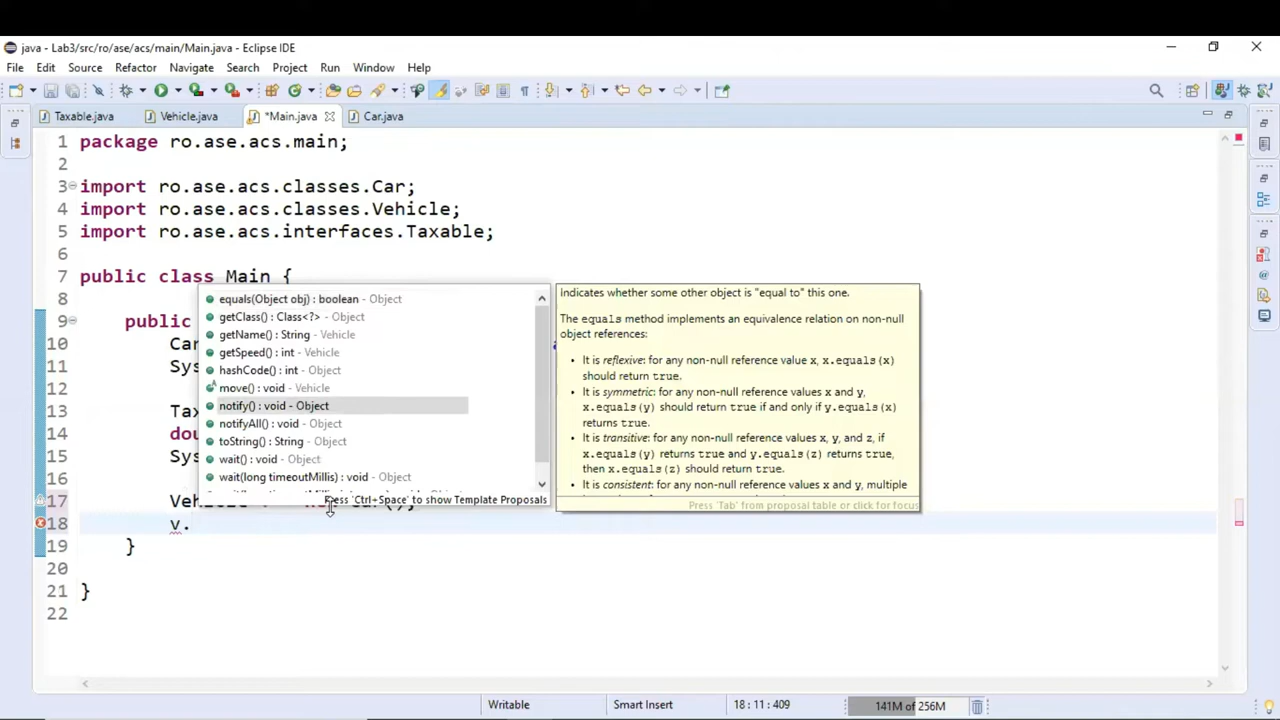 java - Lab3/src/ro/ase/acs/main/Main.java - Eclipse IDE
File Edit Source Refactor Navigate Search Project Run Window Help
Taxable.java Vehicle.java *Main.java Car.java
1 package ro.ase.acs.main;
2
3 import ro.ase.acs.classes.Car;
4 import ro.ase.acs.classes.Vehicle;
5 import ro.ase.acs.interfaces.Taxable;
6
7 public class Main {
8
9 public
10 Car
11 Sys
13 Tax
14 dou
15 Sys
16
17 Vehicle
18 v.
19 }
20
21 }
22
equals(Object obj) : boolean - Object
getClass() : Class<?> - Object
getName() : String - Vehicle
getSpeed() : int - Vehicle
hashCode() : int - Object
move() : void - Vehicle
notify() : void - Object
notifyAll() : void - Object
toString() : String - Object
wait() : void - Object
wait(long timeoutMillis) : void - Object
Press 'Ctrl+Space' to show Template Proposals
Indicates whether some other object is "equal to" this one.
The equals method implements an equivalence relation on non-null
object references:
• It is reflexive: for any non-null reference value x, x.equals(x)
should return true.
• It is symmetric: for any non-null reference values x and y,
x.equals(y) should return true if and only if y.equals(x)
returns true.
• It is transitive: for any non-null reference values x, y, and z, if
x.equals(y) returns true and y.equals(z) returns true,
then x.equals(z) should return true.
• It is consistent: for any non-null reference values x and y, multiple
Press 'Tab' from proposal table or click for focus
Writable Smart Insert 18 : 11 : 409 141M of 256M